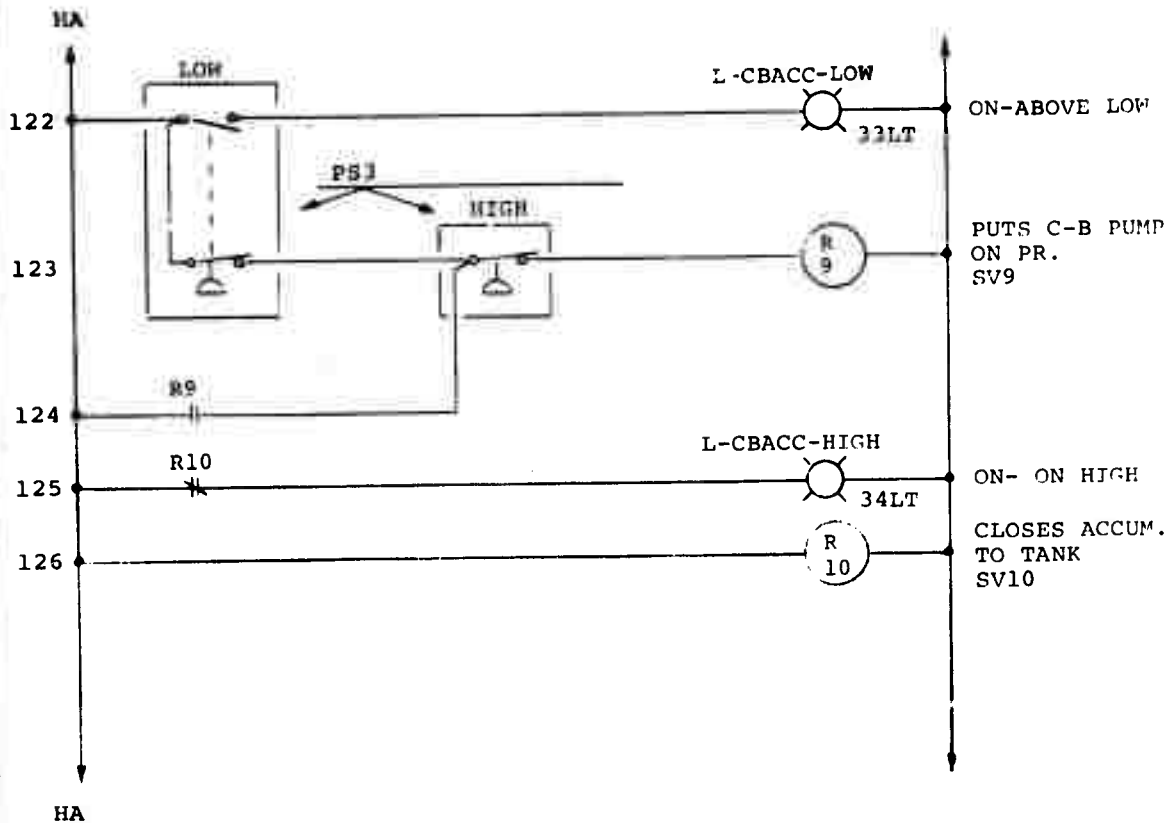 HA
LOW
L-CBACC-LOW
122
33LT
ON-ABOVE LOW
PS3
HIGH
123
R
9
PUTS C-B PUMP
ON PR.
SV9
R9
124
L-CBACC-HIGH
R10
125
34LT
ON- ON HIGH
126
R
10
CLOSES ACCUM.
TO TANK
SV10
HA